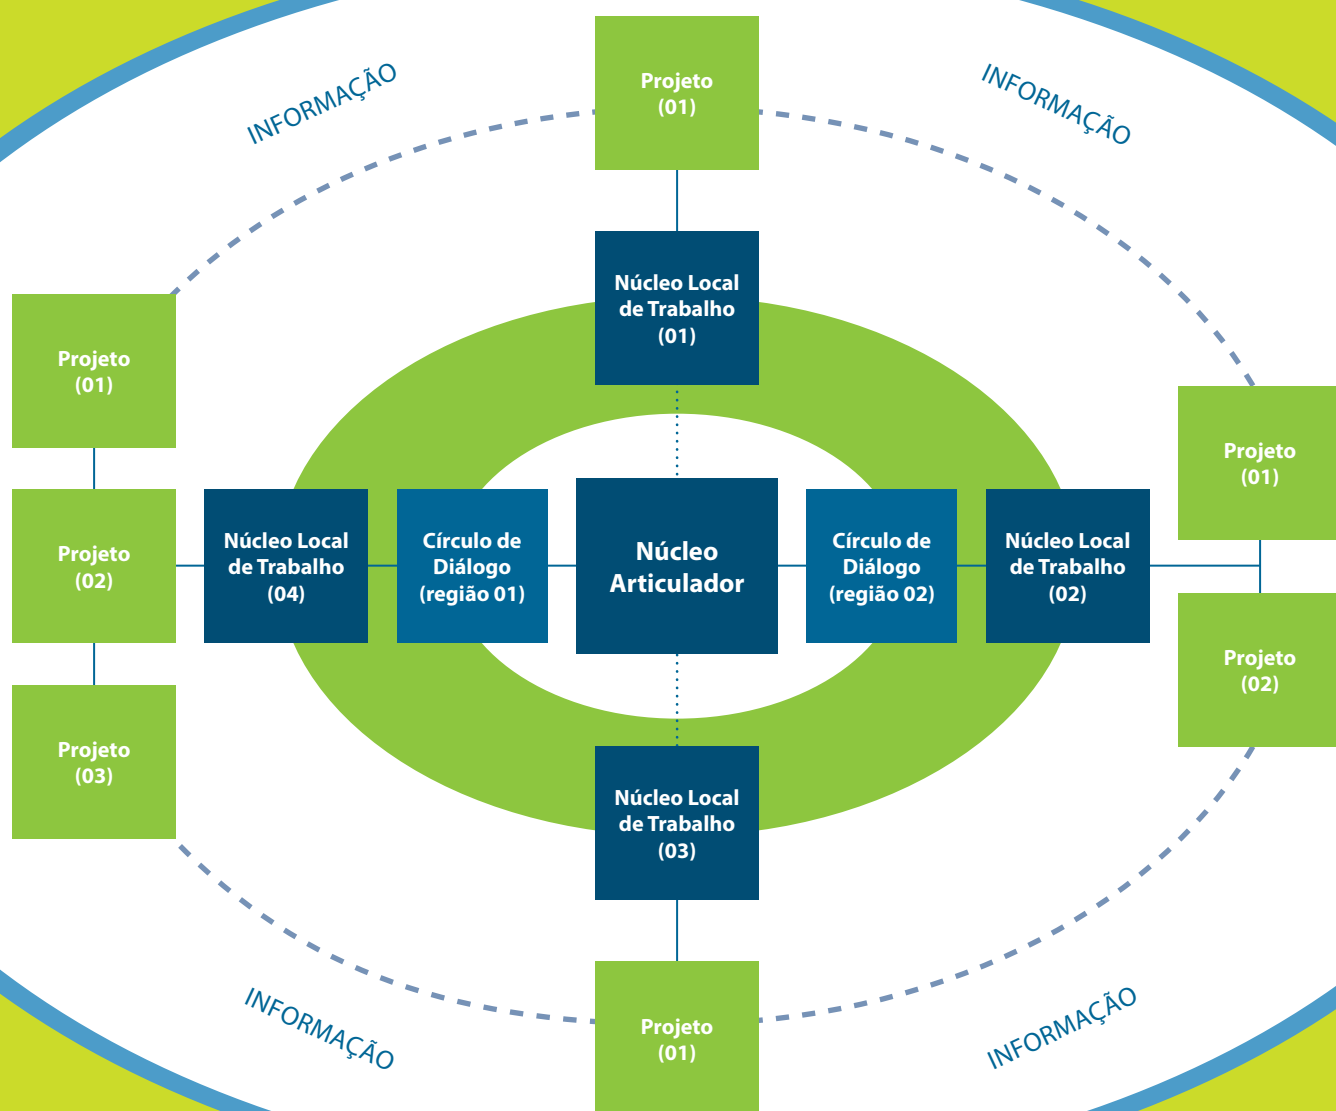 INFORMAÇÃO
Projeto
(01)
INFORMAÇÃO
Núcleo Local
de Trabalho
(01)
Projeto
(01)
Projeto
(01)
Projeto
(02)
Núcleo Local
de Trabalho
(04)
Círculo de
Diálogo
(região 01)
Núcleo
Articulador
Círculo de
Diálogo
(região 02)
Núcleo Local
de Trabalho
(02)
Projeto
(02)
Projeto
(03)
Núcleo Local
de Trabalho
(03)
INFORMAÇÃO
Projeto
(01)
INFORMAÇÃO